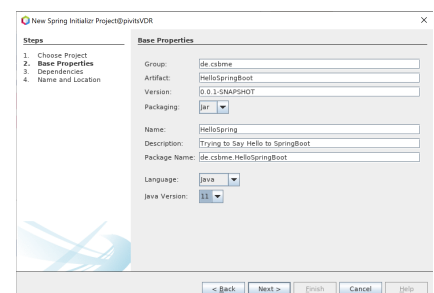 New Spring Initializr Project@pivitsVDR
Steps
1. Choose Project
2. Base Properties
3. Dependencies
4. Name and Location
Base Properties
Group: de.csbme
Artifact: HelloSpringBoot
Version: 0.0.1-SNAPSHOT
Packaging: Jar
Name: HelloSpring
Description: Trying to Say Hello to SpringBoot
Package Name: de.csbme.HelloSpringBoot
Language: Java
Java Version: 11
< Back Next > Finish Cancel Help